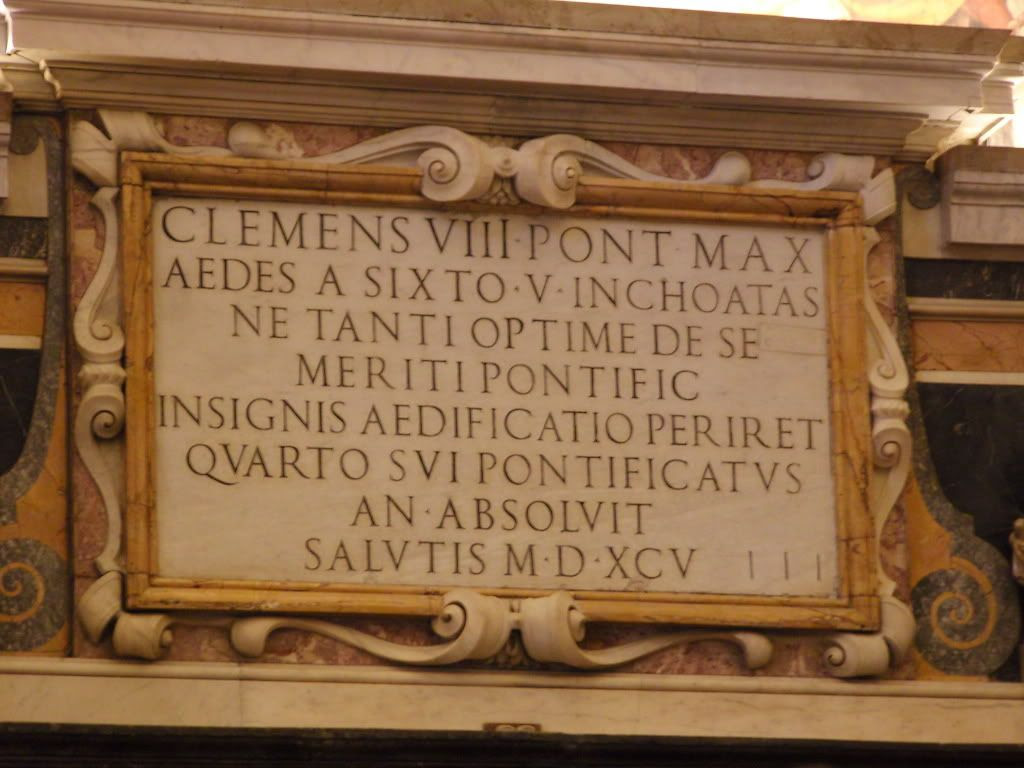 CLEMENS VIII·PONT·MAX
AEDES A SIXTO·V·INCHOATAS
NE TANTI OPTIME DE SE
MERITI PONTIFIC
INSIGNIS AEDIFICATIO PERIRET
QVARTO SVI PONTIFICATVS
AN·ABSOLVIT
SALVTIS M·D·XCV III